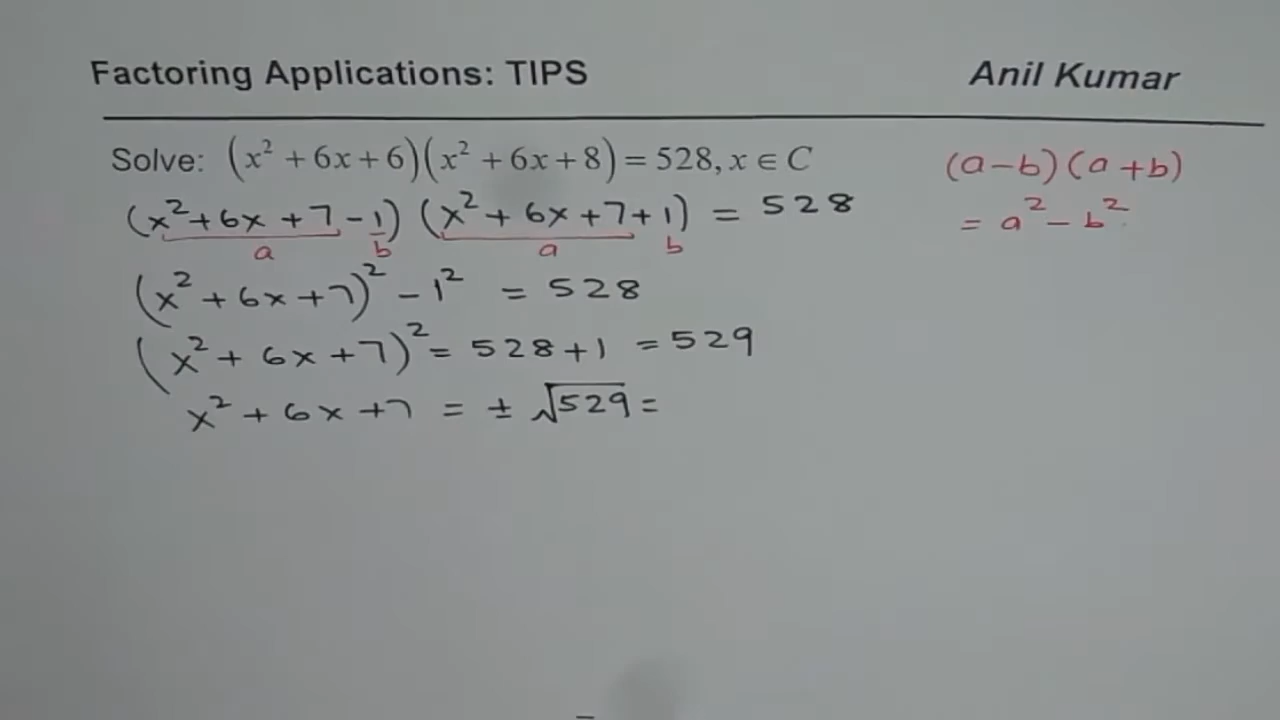 Factoring Applications: TIPS Anil Kumar
Solve: (x² + 6x + 6)(x² + 6x + 8) = 528, x ∈ C
(a - b)(a + b)
(x² + 6x + 7 - 1)(x² + 6x + 7 + 1) = 528
= a² - b²
a b a b
(x² + 6x + 7)² - 1² = 528
(x² + 6x + 7)² = 528 + 1 = 529
x² + 6x + 7 = ± √529 =